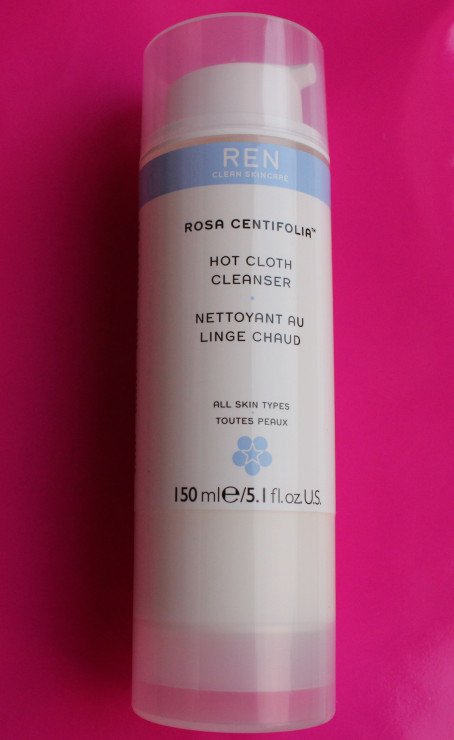 REN
CLEAN SKINCARE
ROSA CENTIFOLIA™
HOT CLOTH
CLEANSER
NETTOYANT AU
LINGE CHAUD
ALL SKIN TYPES
TOUTES PEAUX
150 ml℮/5.1 fl.oz.U.S.